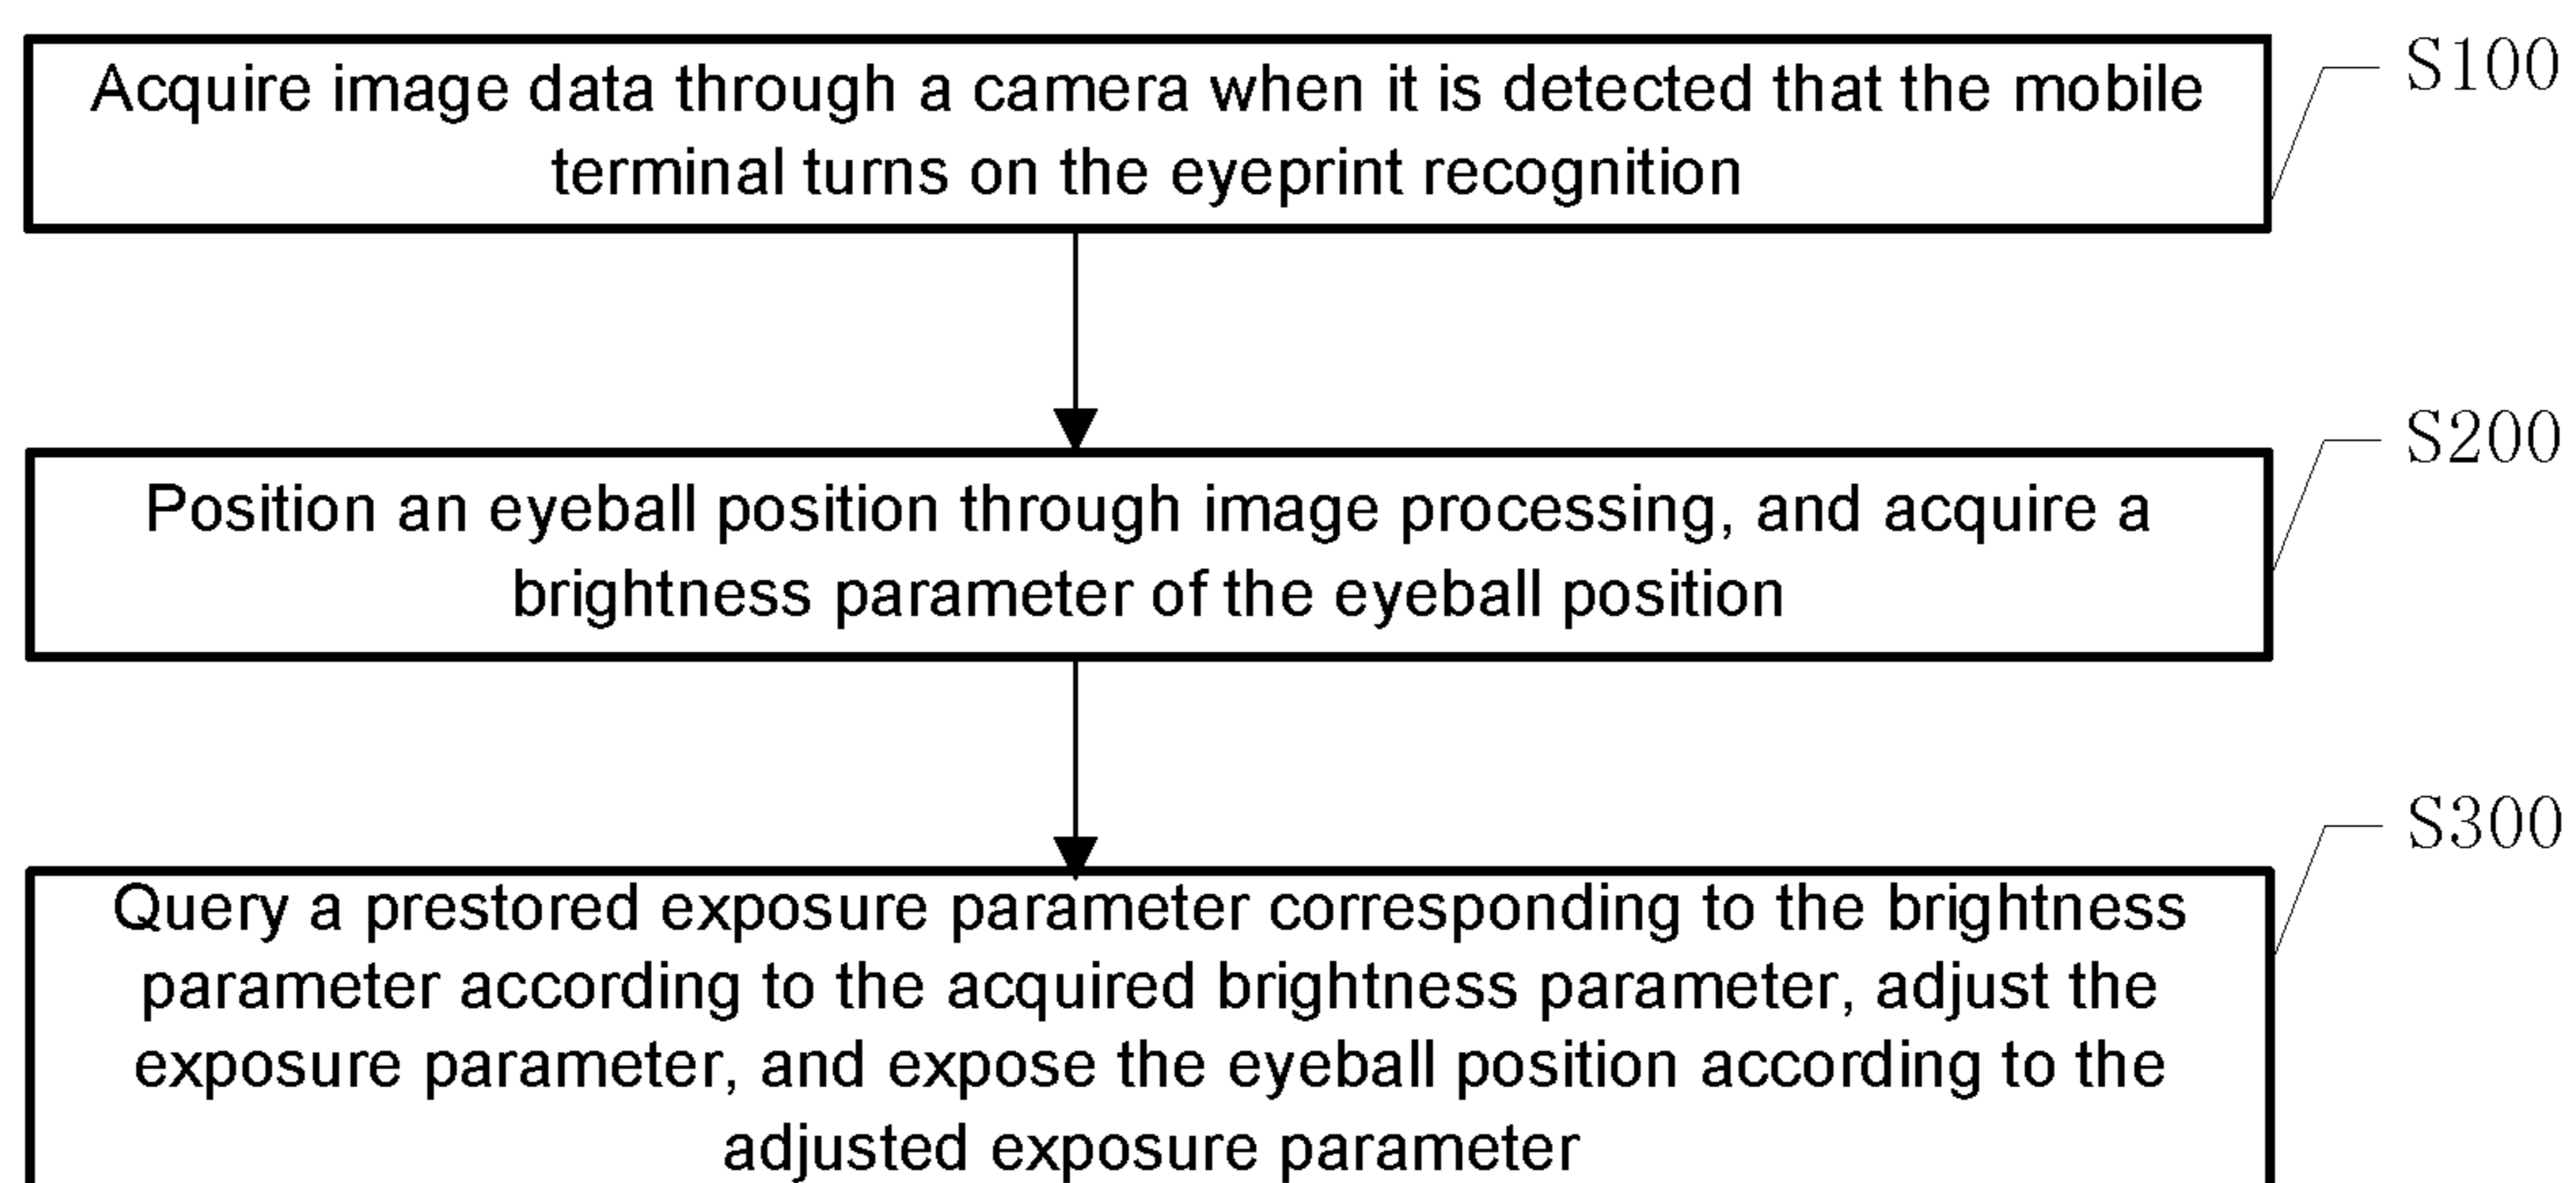 Acquire image data through a camera when it is detected that the mobile
terminal turns on the eyeprint recognition
S100
Position an eyeball position through image processing, and acquire a
brightness parameter of the eyeball position
S200
Query a prestored exposure parameter corresponding to the brightness
parameter according to the acquired brightness parameter, adjust the
exposure parameter, and expose the eyeball position according to the
adjusted exposure parameter
S300